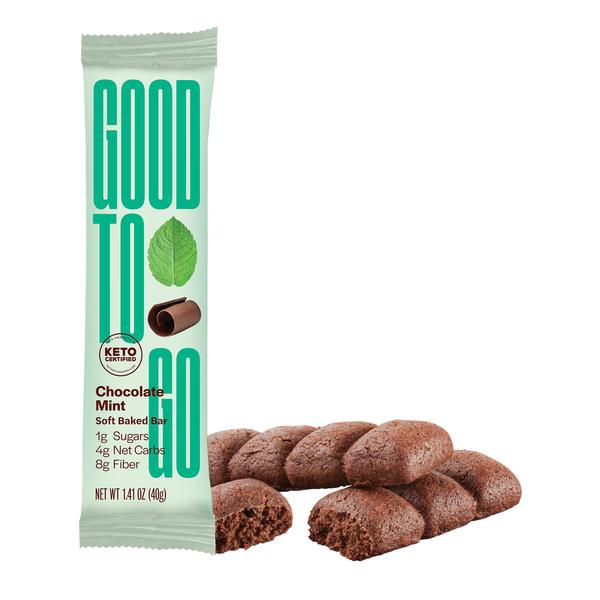 GOOD
TO
GO
KETO
CERTIFIED
Chocolate
Mint
Soft Baked Bar
1g Sugars
4g Net Carbs
8g Fiber
NET WT 1.41 OZ (40g)